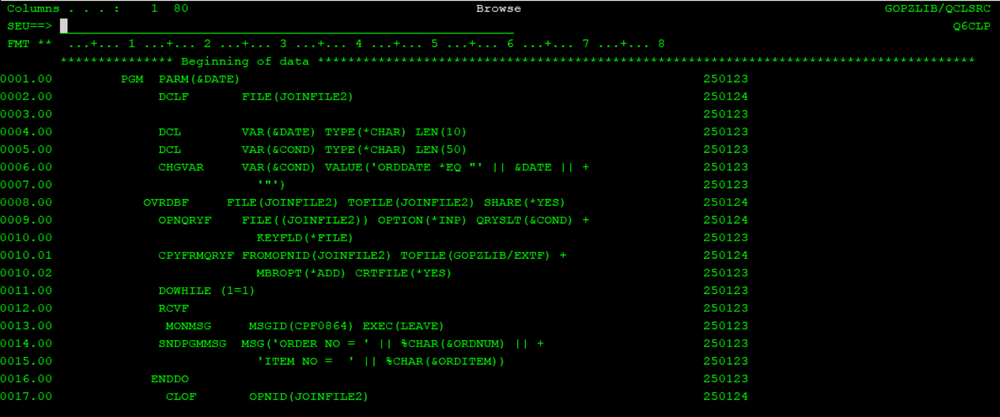 Columns . . . :    1  80                                      Browse                                                GOPZLIB/QCLSRC
SEU==>                                                                                                                       Q6CLP
FMT **  ...+... 1 ...+... 2 ...+... 3 ...+... 4 ...+... 5 ...+... 6 ...+... 7 ...+... 8
*************** Beginning of data ***************************************************************************************
0001.00         PGM  PARM(&DATE)                                                             250123
0002.00              DCLF       FILE(JOINFILE2)                                              250124
0003.00                                                                                      250123
0004.00              DCL        VAR(&DATE) TYPE(*CHAR) LEN(10)                               250123
0005.00              DCL        VAR(&COND) TYPE(*CHAR) LEN(50)                               250123
0006.00              CHGVAR     VAR(&COND) VALUE('ORDDATE *EQ "' || &DATE || +               250123
0007.00                           '"')                                                       250123
0008.00            OVRDBF     FILE(JOINFILE2) TOFILE(JOINFILE2) SHARE(*YES)                  250124
0009.00              OPNQRYF    FILE((JOINFILE2)) OPTION(*INP) QRYSLT(&COND) +               250124
0010.00                           KEYFLD(*FILE)                                              250123
0010.01              CPYFRMQRYF FROMOPNID(JOINFILE2) TOFILE(GOPZLIB/EXTF) +                  250124
0010.02                           MBROPT(*ADD) CRTFILE(*YES)                                 250123
0011.00              DOWHILE (1=1)                                                           250123
0012.00              RCVF                                                                    250123
0013.00               MONMSG     MSGID(CPF0864) EXEC(LEAVE)                                  250123
0014.00              SNDPGMMSG  MSG('ORDER NO = ' || %CHAR(&ORDNUM) || +                     250123
0015.00                           'ITEM NO =  ' || %CHAR(&ORDITEM))                          250123
0016.00             ENDDO                                                                    250123
0017.00               CLOF       OPNID(JOINFILE2)                                            250124